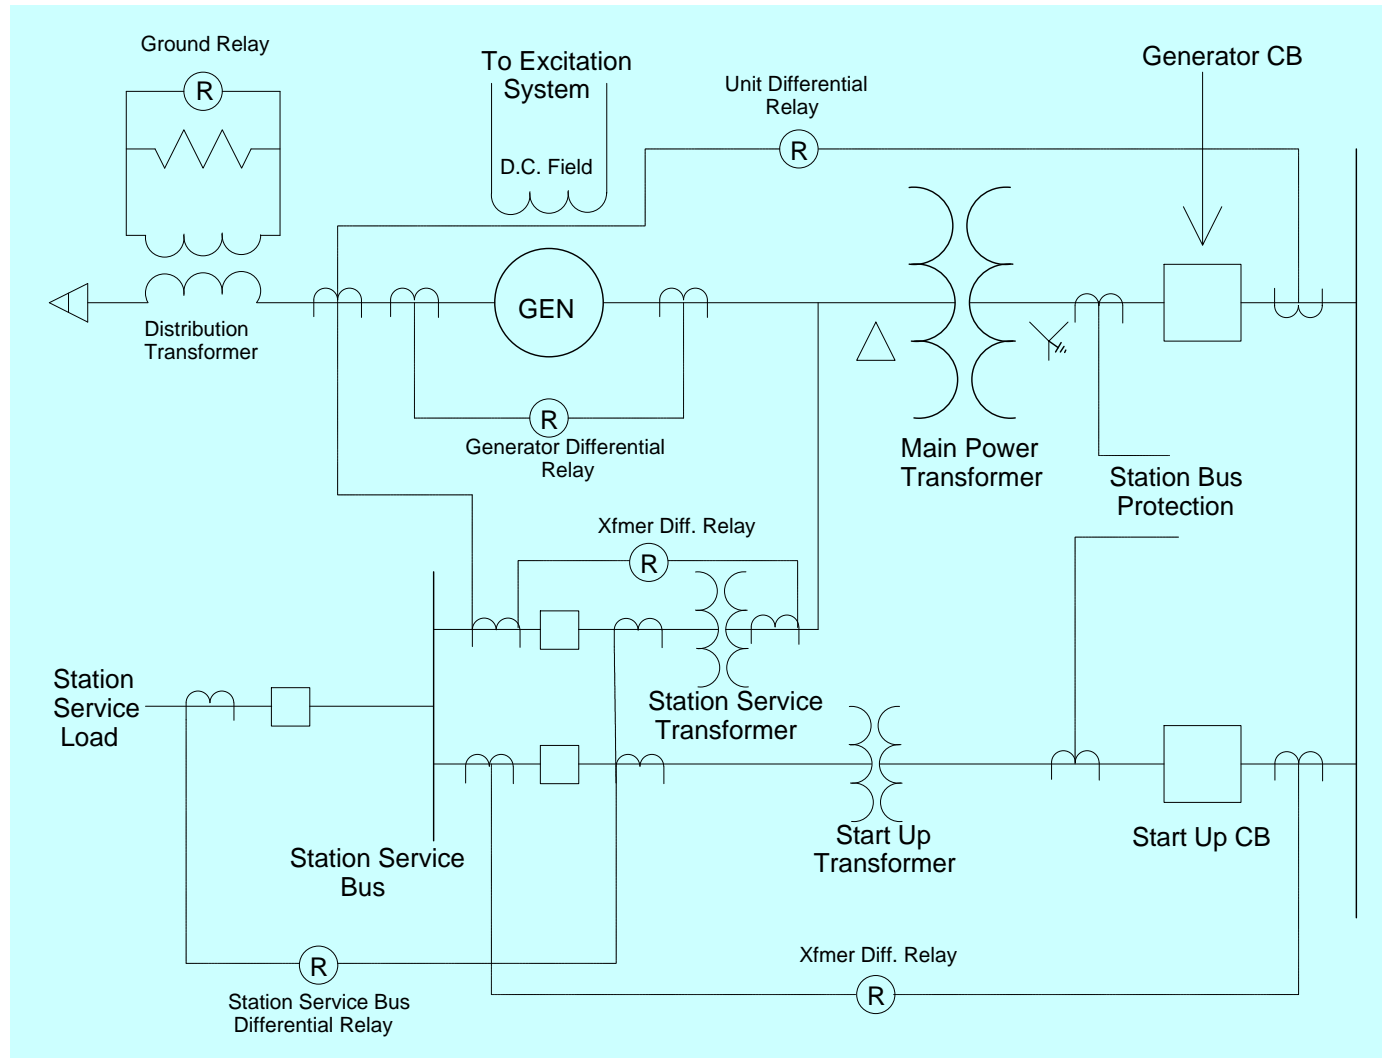 Ground Relay
R
To Excitation
System
Unit Differential
Relay
Generator CB
R
D.C. Field
GEN
Distribution
Transformer
R
Generator Differential
Relay
Main Power
Transformer
Station Bus
Protection
Xfmer Diff. Relay
R
Station
Service
Load
Station Service
Transformer
Station Service
Bus
Start Up
Transformer
Start Up CB
R
Station Service Bus
Differential Relay
Xfmer Diff. Relay
R